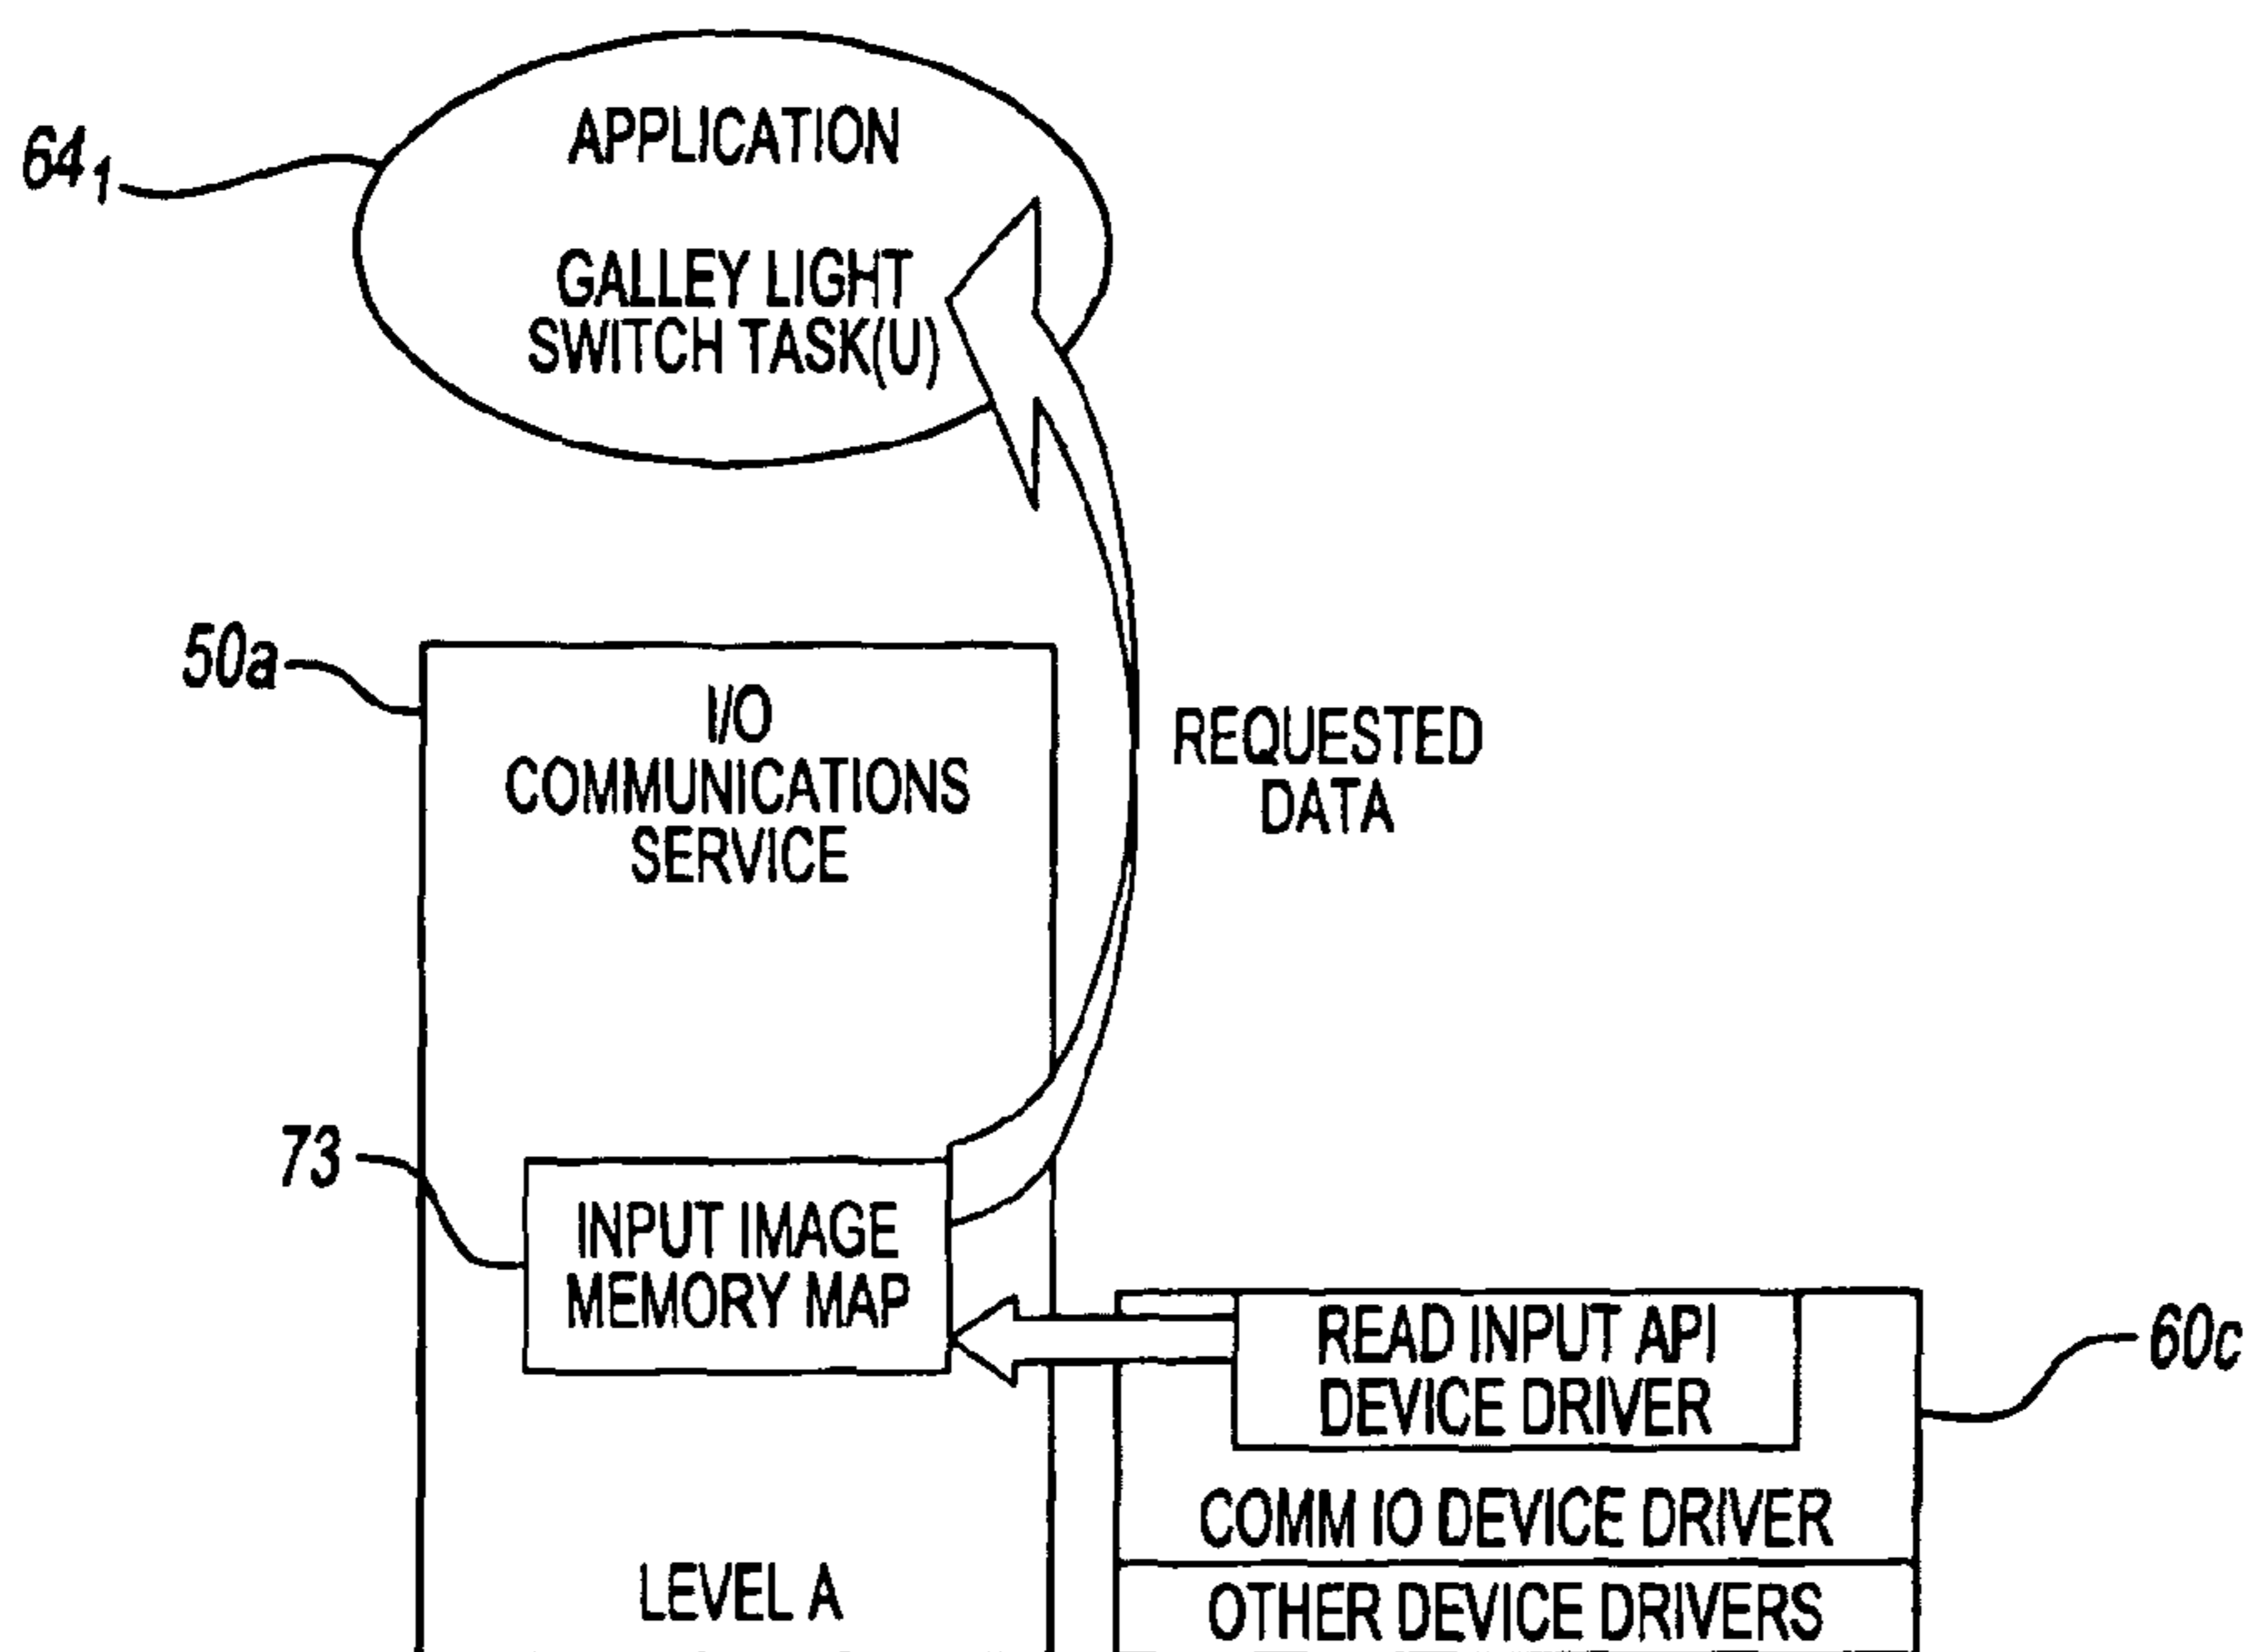 64₁
APPLICATION
GALLEY LIGHT
SWITCH TASK(U)
50a
I/O
COMMUNICATIONS
SERVICE
REQUESTED
DATA
73
INPUT IMAGE
MEMORY MAP
READ INPUT API
DEVICE DRIVER
60c
COMM IO DEVICE DRIVER
LEVEL A
OTHER DEVICE DRIVERS